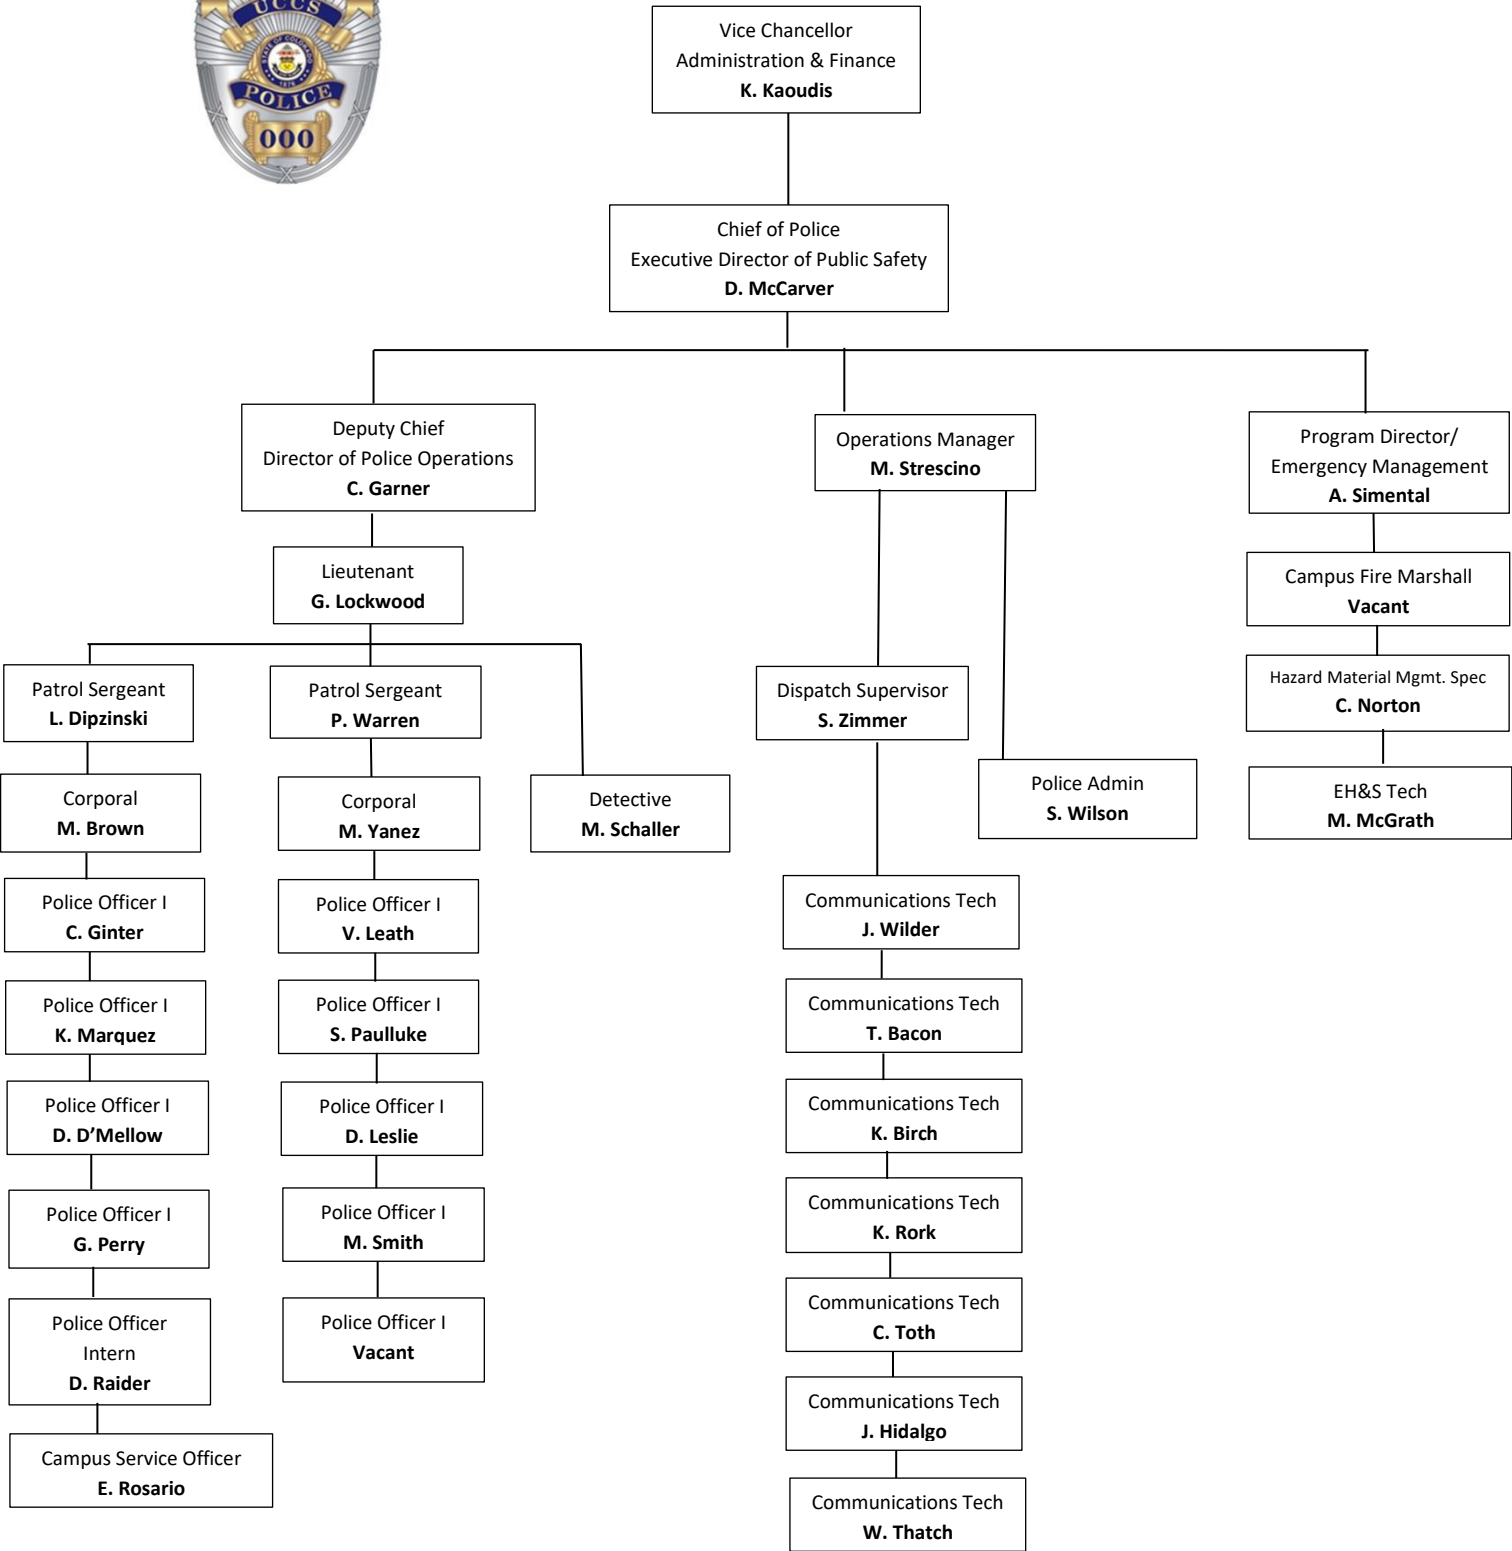 UCCS
STATE OF COLORADO
1876
POLICE
000
Vice Chancellor
Administration & Finance
K. Kaoudis
Chief of Police
Executive Director of Public Safety
D. McCarver
Deputy Chief
Director of Police Operations
C. Garner
Operations Manager
M. Strescino
Program Director/
Emergency Management
A. Simental
Lieutenant
G. Lockwood
Campus Fire Marshall
Vacant
Patrol Sergeant
L. Dipzinski
Patrol Sergeant
P. Warren
Dispatch Supervisor
S. Zimmer
Hazard Material Mgmt. Spec
C. Norton
Corporal
M. Brown
Corporal
M. Yanez
Detective
M. Schaller
Police Admin
S. Wilson
EH&S Tech
M. McGrath
Police Officer I
C. Ginter
Police Officer I
V. Leath
Communications Tech
J. Wilder
Police Officer I
K. Marquez
Police Officer I
S. Paulluke
Communications Tech
T. Bacon
Police Officer I
D. D’Mellow
Police Officer I
D. Leslie
Communications Tech
K. Birch
Police Officer I
G. Perry
Police Officer I
M. Smith
Communications Tech
K. Rork
Police Officer
Intern
D. Raider
Police Officer I
Vacant
Communications Tech
C. Toth
Campus Service Officer
E. Rosario
Communications Tech
J. Hidalgo
Communications Tech
W. Thatch